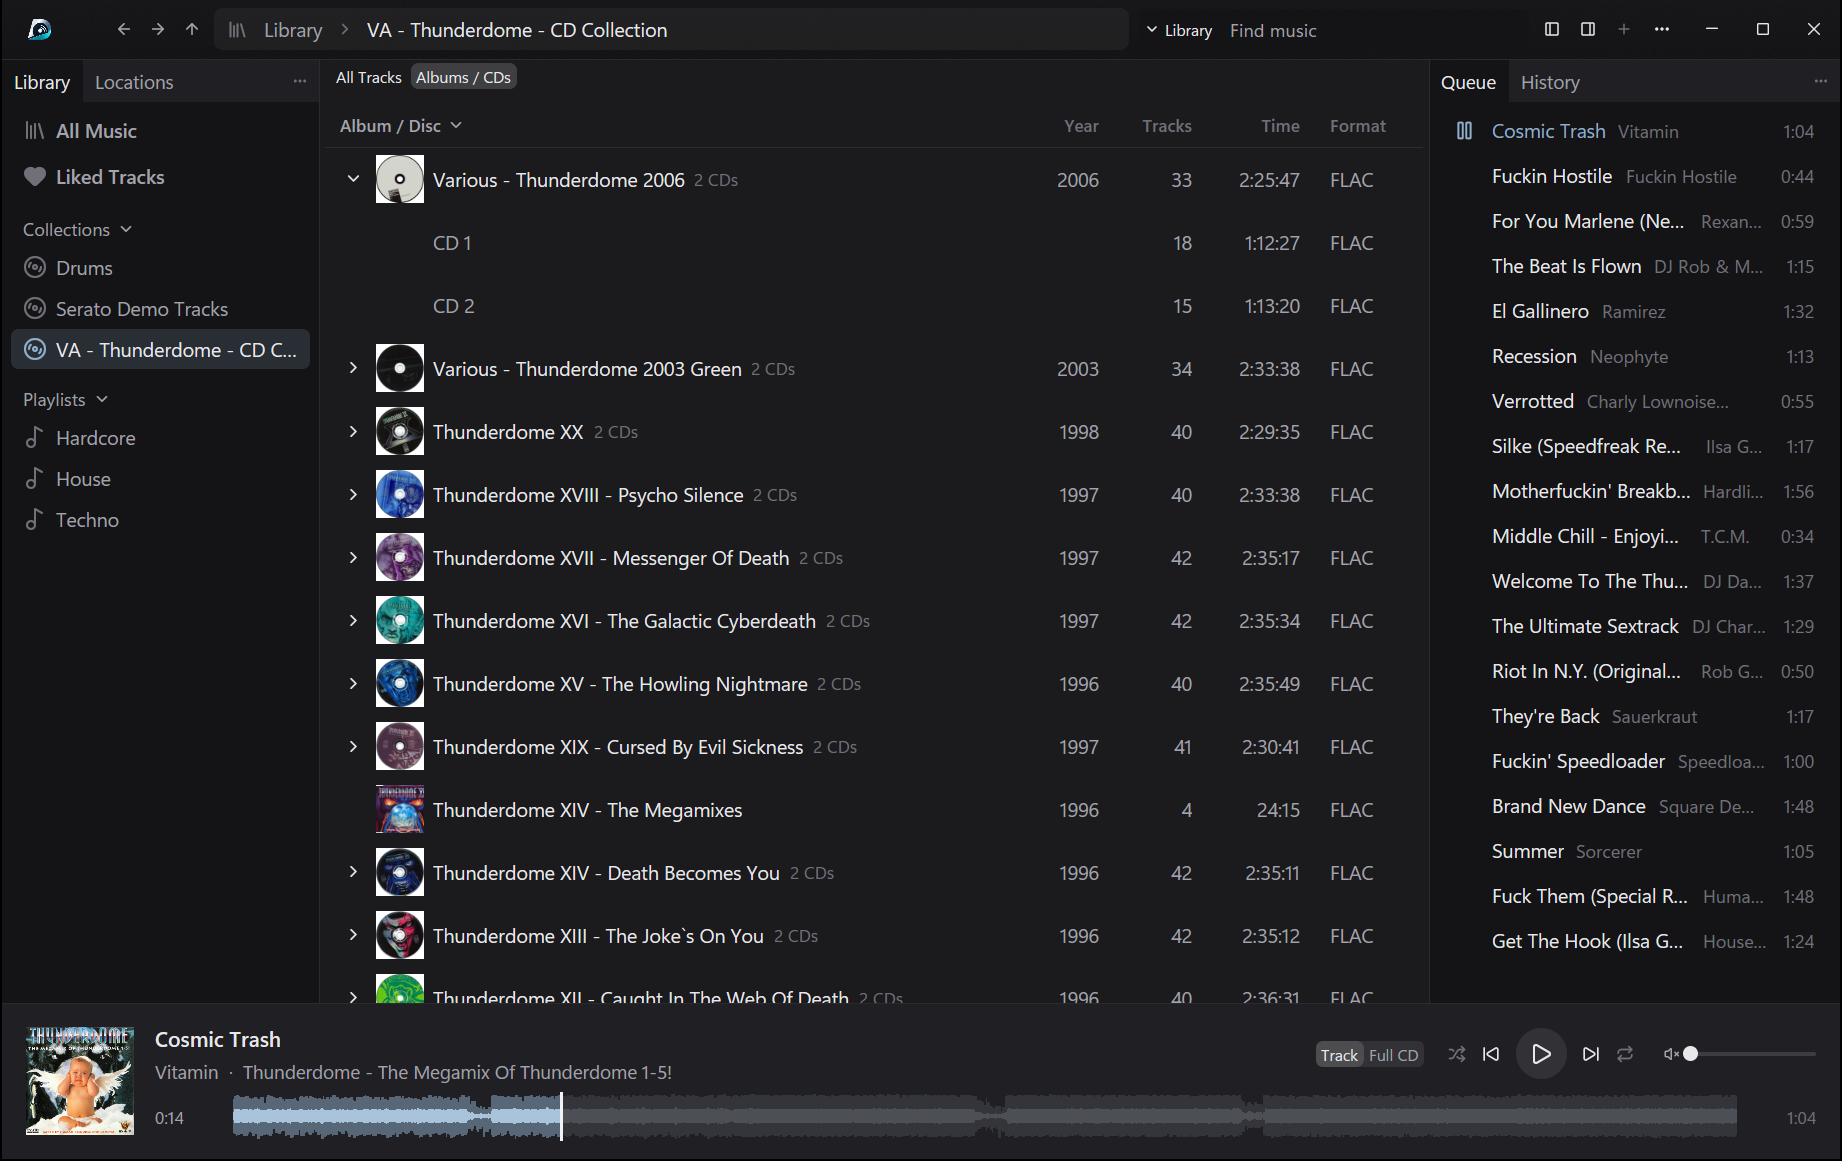 Library > VA - Thunderdome - CD Collection
Library Find music
Library Locations
All Music
Liked Tracks
Collections
Drums
Serato Demo Tracks
VA - Thunderdome - CD C...
Playlists
Hardcore
House
Techno
All Tracks Albums / CDs
Album / Disc Year Tracks Time Format
Various - Thunderdome 2006 2 CDs 2006 33 2:25:47 FLAC
CD 1 18 1:12:27 FLAC
CD 2 15 1:13:20 FLAC
Various - Thunderdome 2003 Green 2 CDs 2003 34 2:33:38 FLAC
Thunderdome XX 2 CDs 1998 40 2:29:35 FLAC
Thunderdome XVIII - Psycho Silence 2 CDs 1997 40 2:33:38 FLAC
Thunderdome XVII - Messenger Of Death 2 CDs 1997 42 2:35:17 FLAC
Thunderdome XVI - The Galactic Cyberdeath 2 CDs 1997 42 2:35:34 FLAC
Thunderdome XV - The Howling Nightmare 2 CDs 1996 40 2:35:49 FLAC
Thunderdome XIX - Cursed By Evil Sickness 2 CDs 1997 41 2:30:41 FLAC
Thunderdome XIV - The Megamixes 1996 4 24:15 FLAC
Thunderdome XIV - Death Becomes You 2 CDs 1996 42 2:35:11 FLAC
Thunderdome XIII - The Joke`s On You 2 CDs 1996 42 2:35:12 FLAC
Thunderdome XII - Caught In The Web Of Death 2 CDs 1996 40 2:36:31 FLAC
Queue History
Cosmic Trash Vitamin 1:04
Fuckin Hostile Fuckin Hostile 0:44
For You Marlene (Ne... Rexan... 0:59
The Beat Is Flown DJ Rob & M... 1:15
El Gallinero Ramirez 1:32
Recession Neophyte 1:13
Verrotted Charly Lownoise... 0:55
Silke (Speedfreak Re... Ilsa G... 1:17
Motherfuckin' Breakb... Hardli... 1:56
Middle Chill - Enjoyi... T.C.M. 0:34
Welcome To The Thu... DJ Da... 1:37
The Ultimate Sextrack DJ Char... 1:29
Riot In N.Y. (Original... Rob G... 0:50
They're Back Sauerkraut 1:17
Fuckin' Speedloader Speedloa... 1:00
Brand New Dance Square De... 1:48
Summer Sorcerer 1:05
Fuck Them (Special R... Huma... 1:48
Get The Hook (Ilsa G... House... 1:24
THUNDERDOME
Cosmic Trash
Vitamin · Thunderdome - The Megamix Of Thunderdome 1-5!
0:14
Track Full CD
1:04